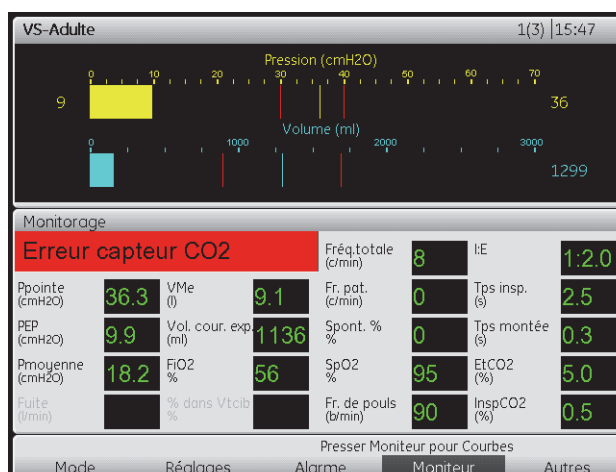 VS-Adulte 1(3) |15:47
Pression (cmH2O)
0 10 20 30 40 50 60 70
9 36
Volume (ml)
0 1000 2000 3000
1299
Monitorage
Erreur capteur CO2
Fréq.totale (c/min) 8
I:E 1:2.0
Ppointe (cmH2O) 36.3
VMe (l) 9.1
Fr. pat. (c/min) 0
Tps insp. (s) 2.5
PEP (cmH2O) 9.9
Vol. cour. exp. (ml) 1136
Spont. % % 0
Tps montée (s) 0.3
Pmoyenne (cmH2O) 18.2
FiO2 % 56
SpO2 % 95
EtCO2 (%) 5.0
Fuite (l/min)
% dans Vtcib %
Fr. de pouls (b/min) 90
InspCO2 (%) 0.5
Presser Moniteur pour Courbes
Mode Réglages Alarme Moniteur Autres